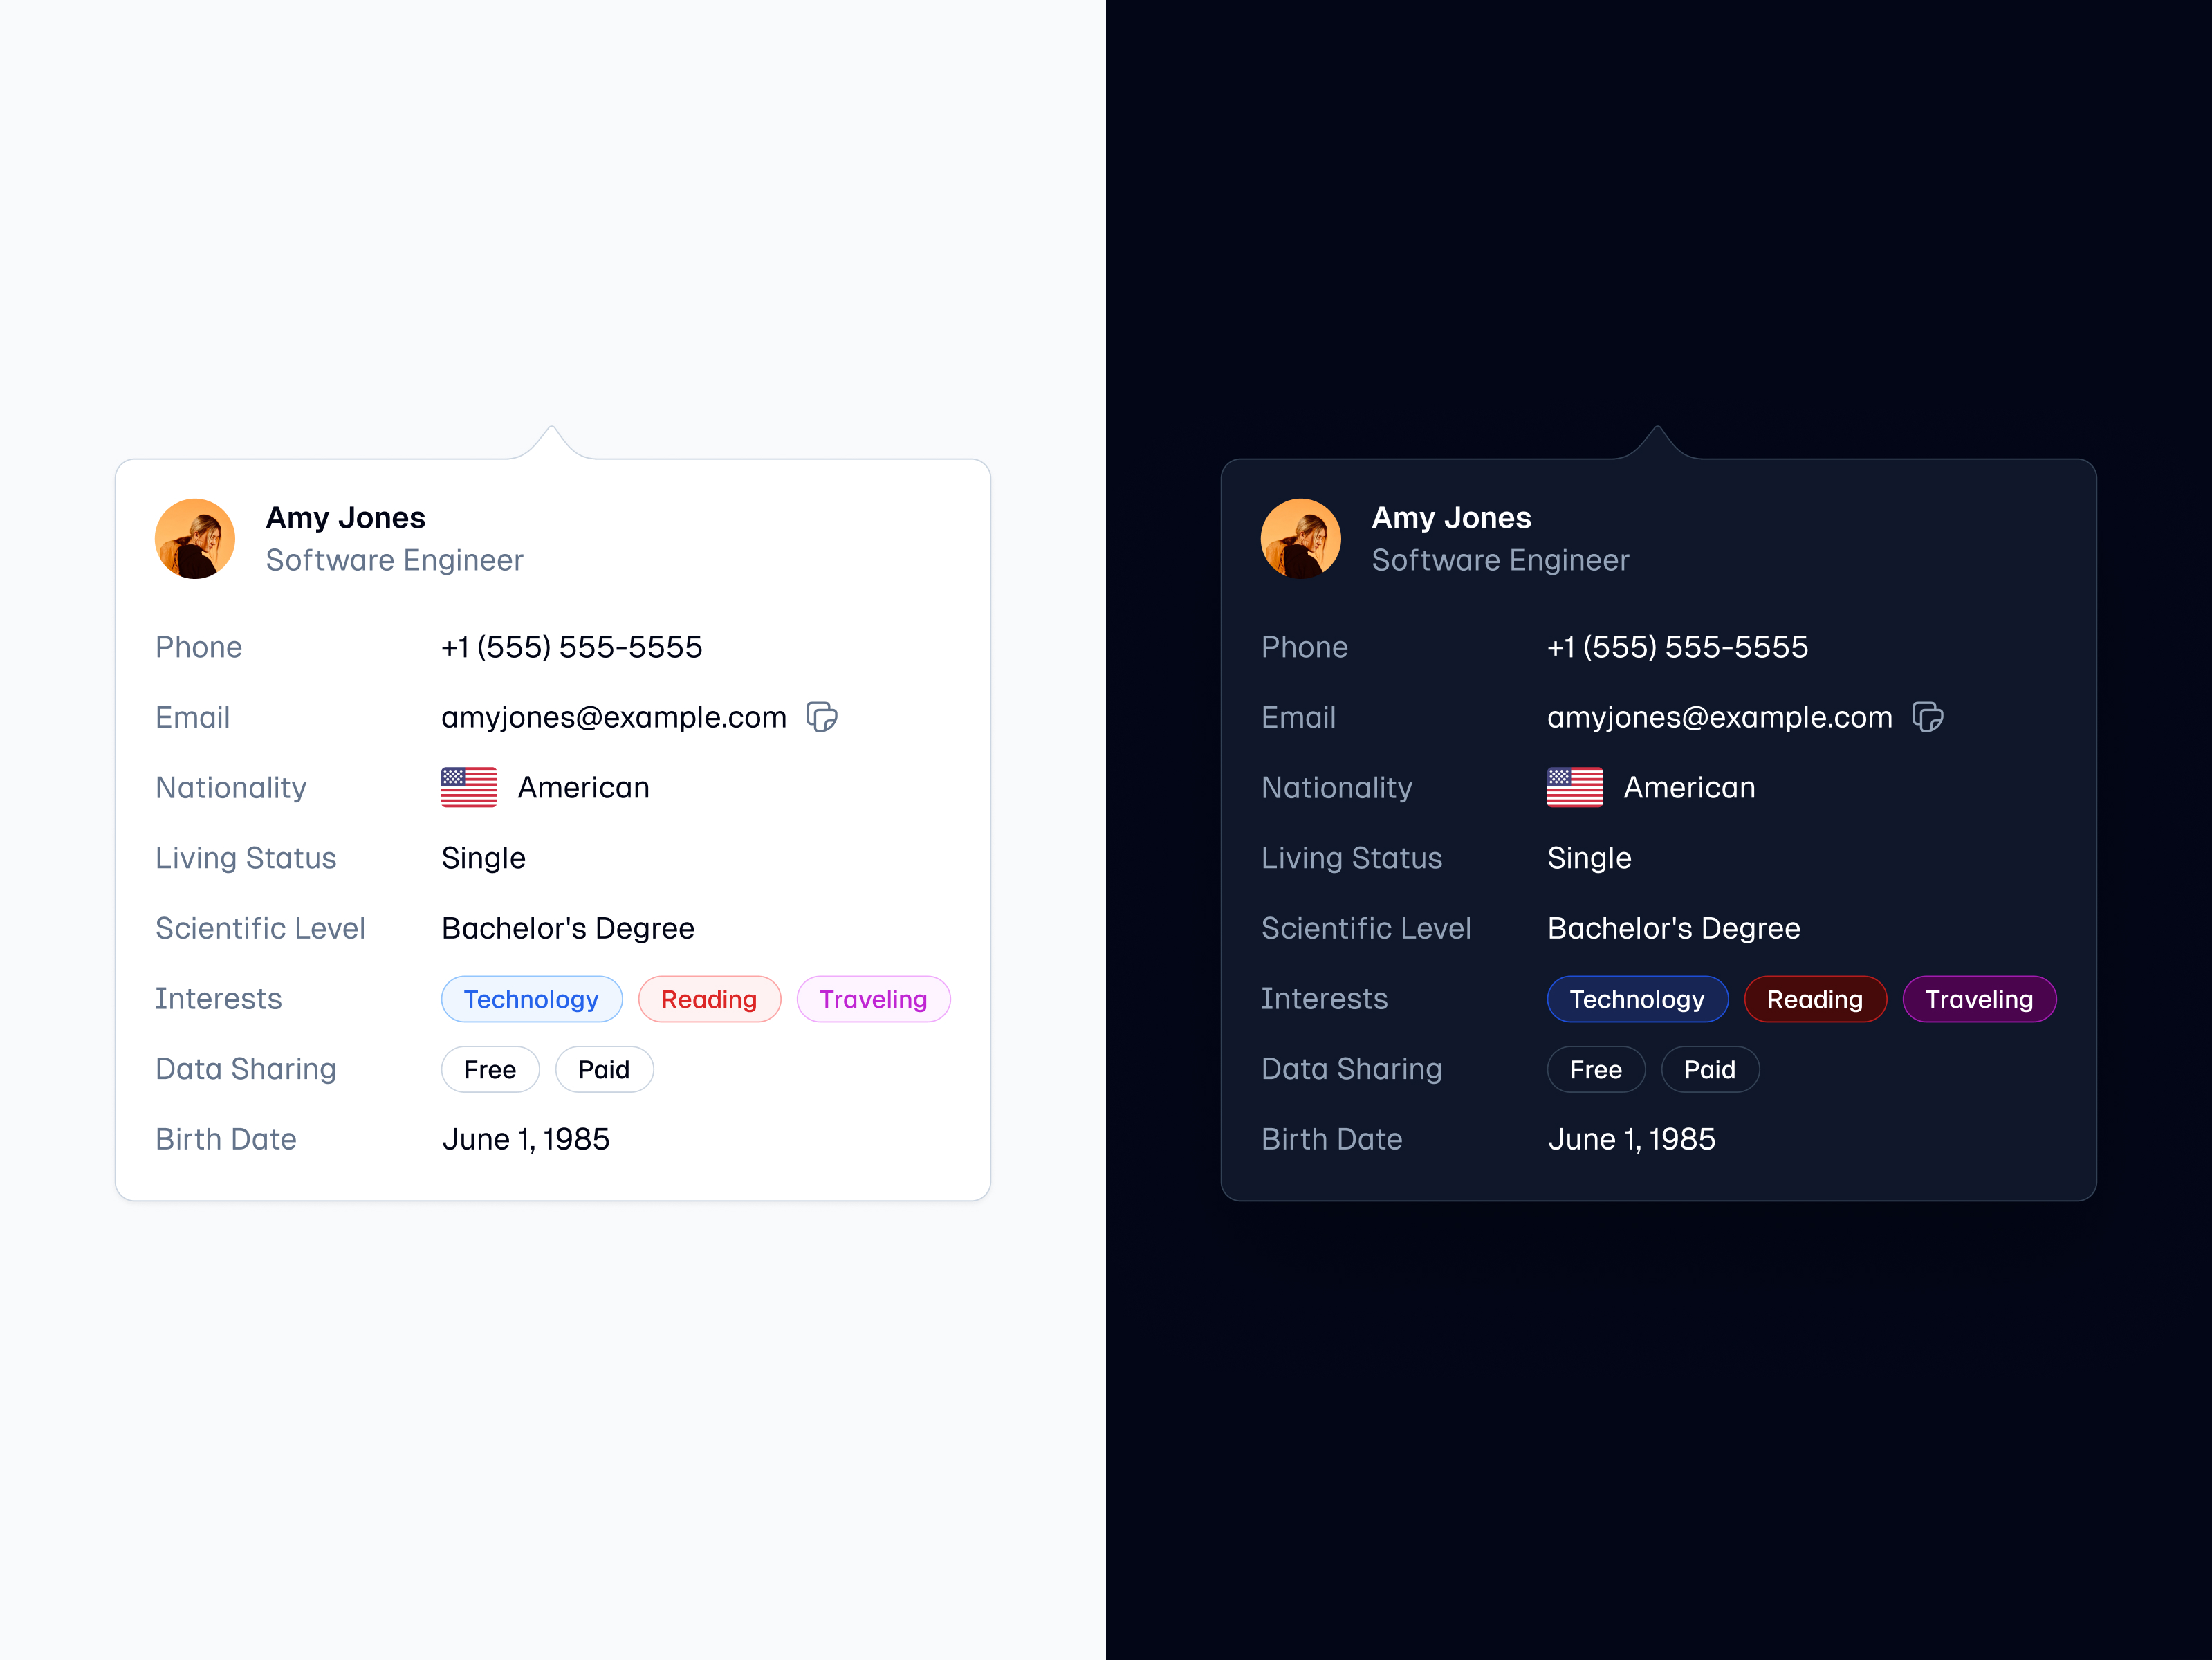 Amy Jones
Software Engineer
Phone +1 (555) 555-5555
Email amyjones@example.com
Nationality American
Living Status Single
Scientific Level Bachelor's Degree
Interests Technology Reading Traveling
Data Sharing Free Paid
Birth Date June 1, 1985
Amy Jones
Software Engineer
Phone +1 (555) 555-5555
Email amyjones@example.com
Nationality American
Living Status Single
Scientific Level Bachelor's Degree
Interests Technology Reading Traveling
Data Sharing Free Paid
Birth Date June 1, 1985